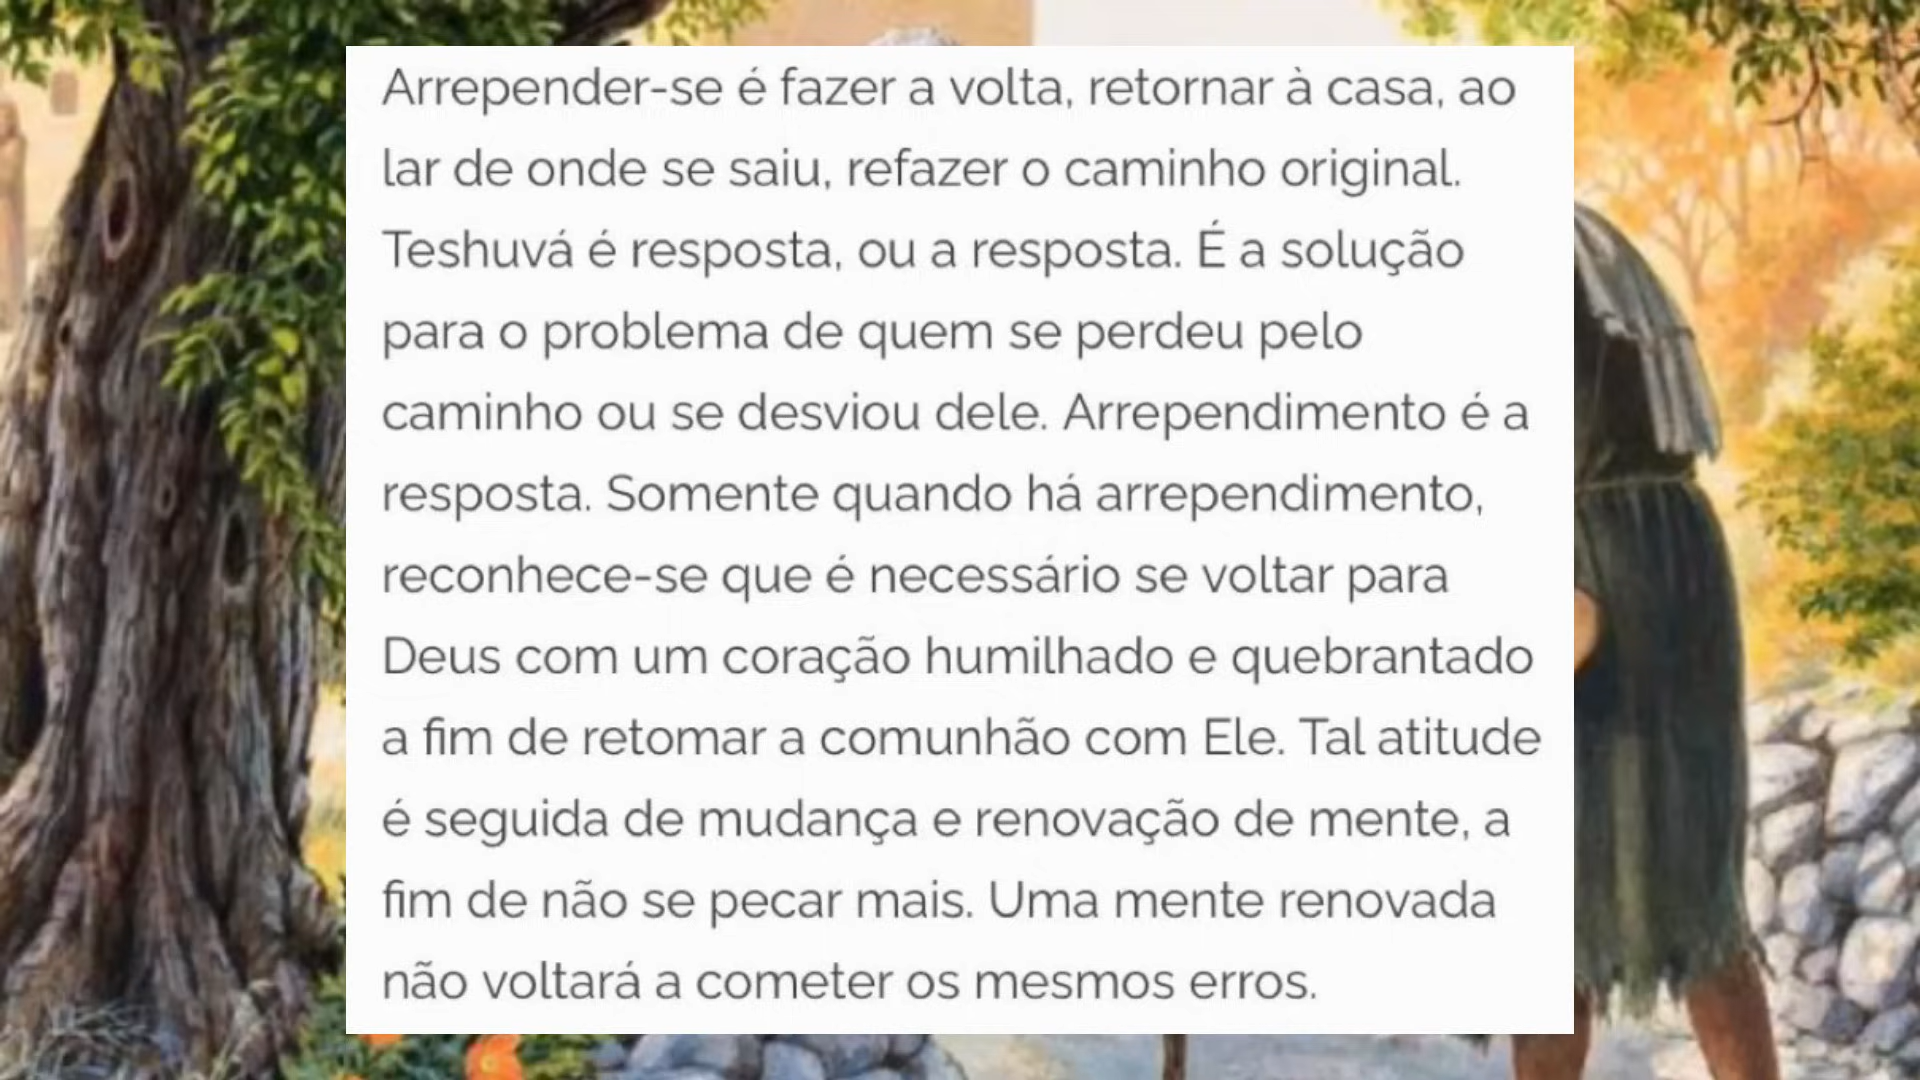 Arrepender-se é fazer a volta, retornar à casa, ao
lar de onde se saiu, refazer o caminho original.
Teshuvá é resposta, ou a resposta. É a solução
para o problema de quem se perdeu pelo
caminho ou se desviou dele. Arrependimento é a
resposta. Somente quando há arrependimento,
reconhece-se que é necessário se voltar para
Deus com um coração humilhado e quebrantado
a fim de retomar a comunhão com Ele. Tal atitude
é seguida de mudança e renovação de mente, a
fim de não se pecar mais. Uma mente renovada
não voltará a cometer os mesmos erros.